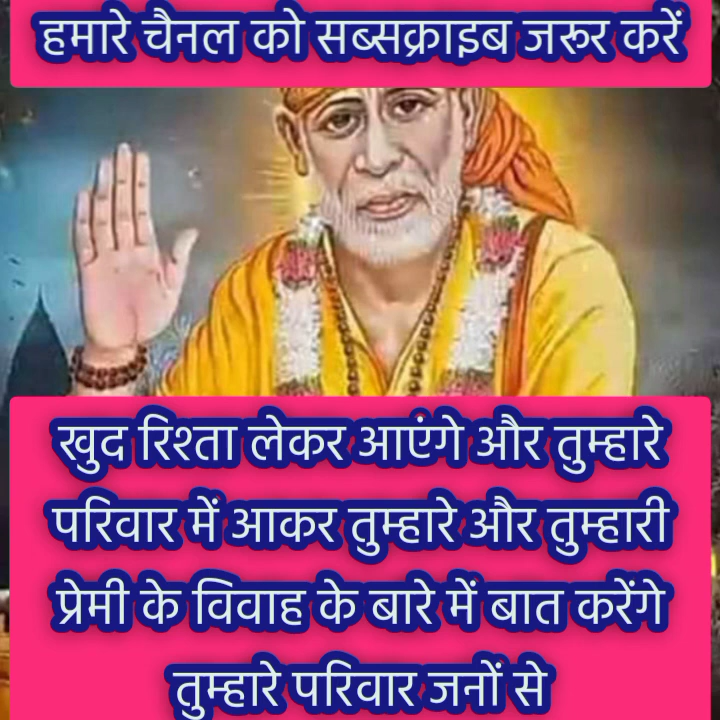 हमारे चैनल को सब्सक्राइब जरूर करें
खुद रिश्ता लेकर आएंगे और तुम्हारे
परिवार में आकर तुम्हारे और तुम्हारी
प्रेमी के विवाह के बारे में बात करेंगे
तुम्हारे परिवार जनों से